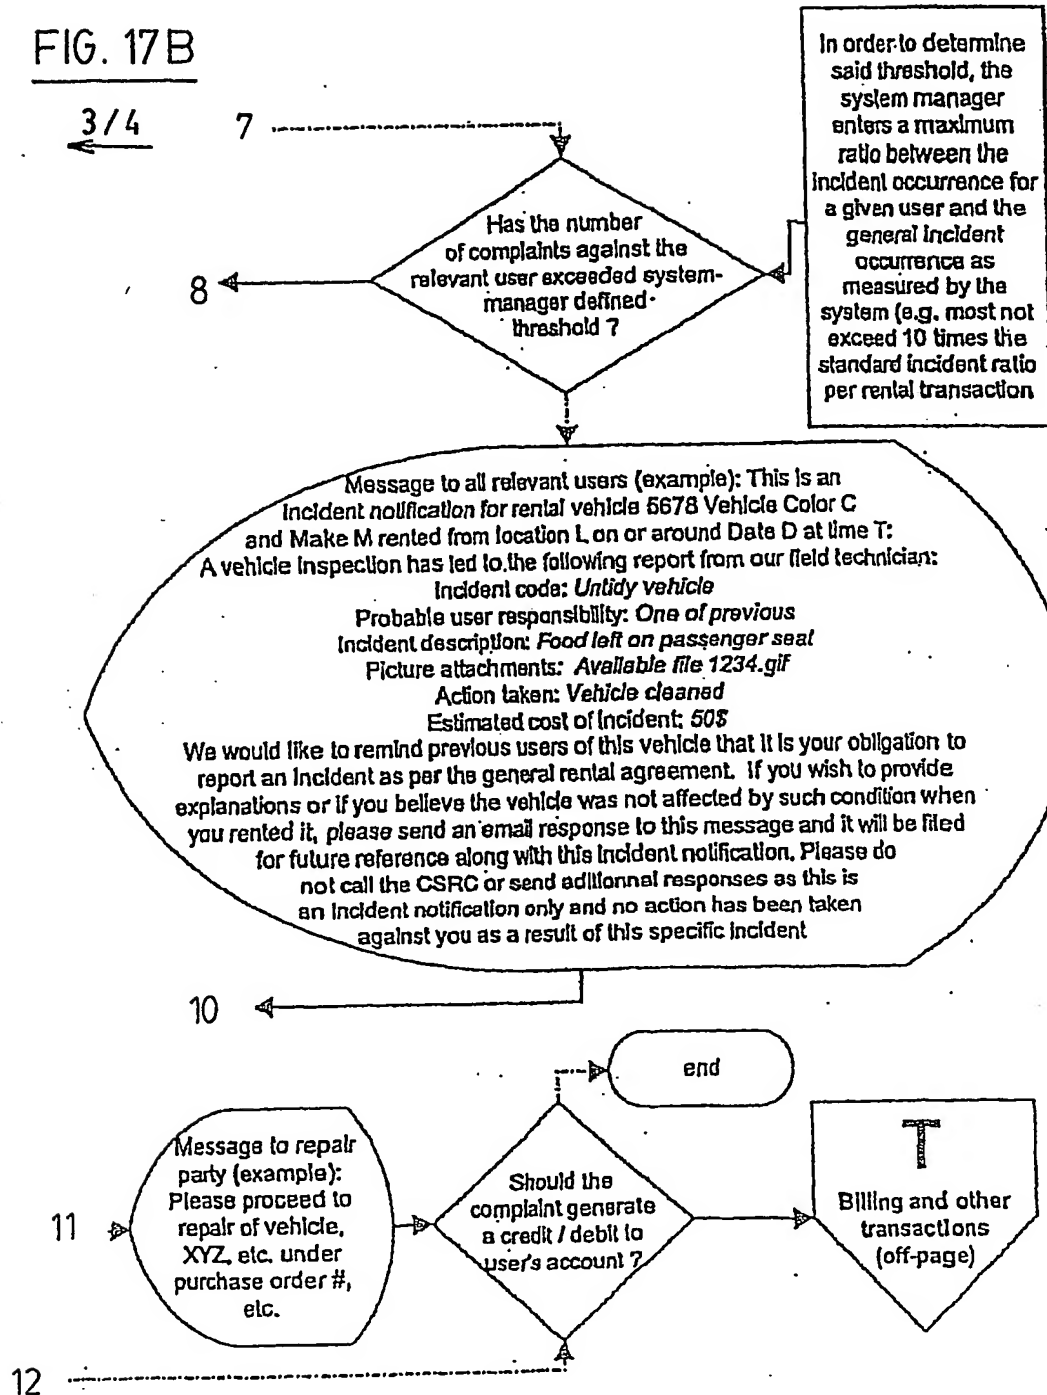 FIG. 17B
3/4
7
In order to determine
said threshold, the
system manager
enters a maximum
ratio between the
incident occurrence for
a given user and the
general incident
occurrence as
measured by the
system (e.g. most not
exceed 10 times the
standard incident ratio
per rental transaction
Has the number
of complaints against the
relevant user exceeded system-
manager defined
threshold ?
8
Message to all relevant users (example): This is an
incident notification for rental vehicle 5678 Vehicle Color C
and Make M rented from location L on or around Date D at time T:
A vehicle inspection has led to the following report from our field technician:
Incident code: Untidy vehicle
Probable user responsibility: One of previous
Incident description: Food left on passenger seat
Picture attachments: Available file 1234.gif
Action taken: Vehicle cleaned
Estimated cost of incident: 50$
We would like to remind previous users of this vehicle that it is your obligation to
report an incident as per the general rental agreement. If you wish to provide
explanations or if you believe the vehicle was not affected by such condition when
you rented it, please send an email response to this message and it will be filed
for future reference along with this incident notification. Please do
not call the CSRC or send aditionnal responses as this is
an incident notification only and no action has been taken
against you as a result of this specific incident
10
end
11
Message to repair
party (example):
Please proceed to
repair of vehicle,
XYZ, etc. under
purchase order #,
etc.
Should the
complaint generate
a credit / debit to
user's account ?
T
Billing and other
transactions
(off-page)
12